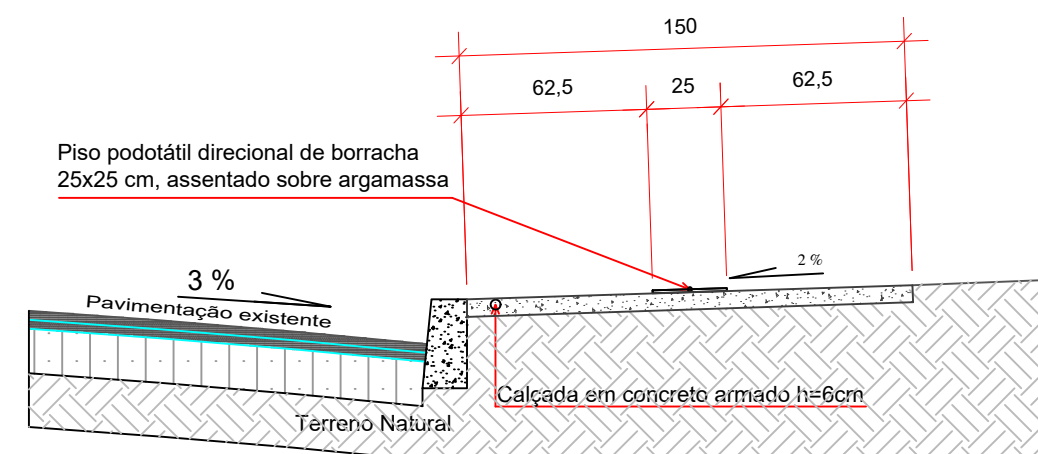 150
62,5
25
62,5
Piso podotátil direcional de borracha
25x25 cm, assentado sobre argamassa
2 %
3 %
Pavimentação existente
Calçada em concreto armado h=6cm
Terreno Natural